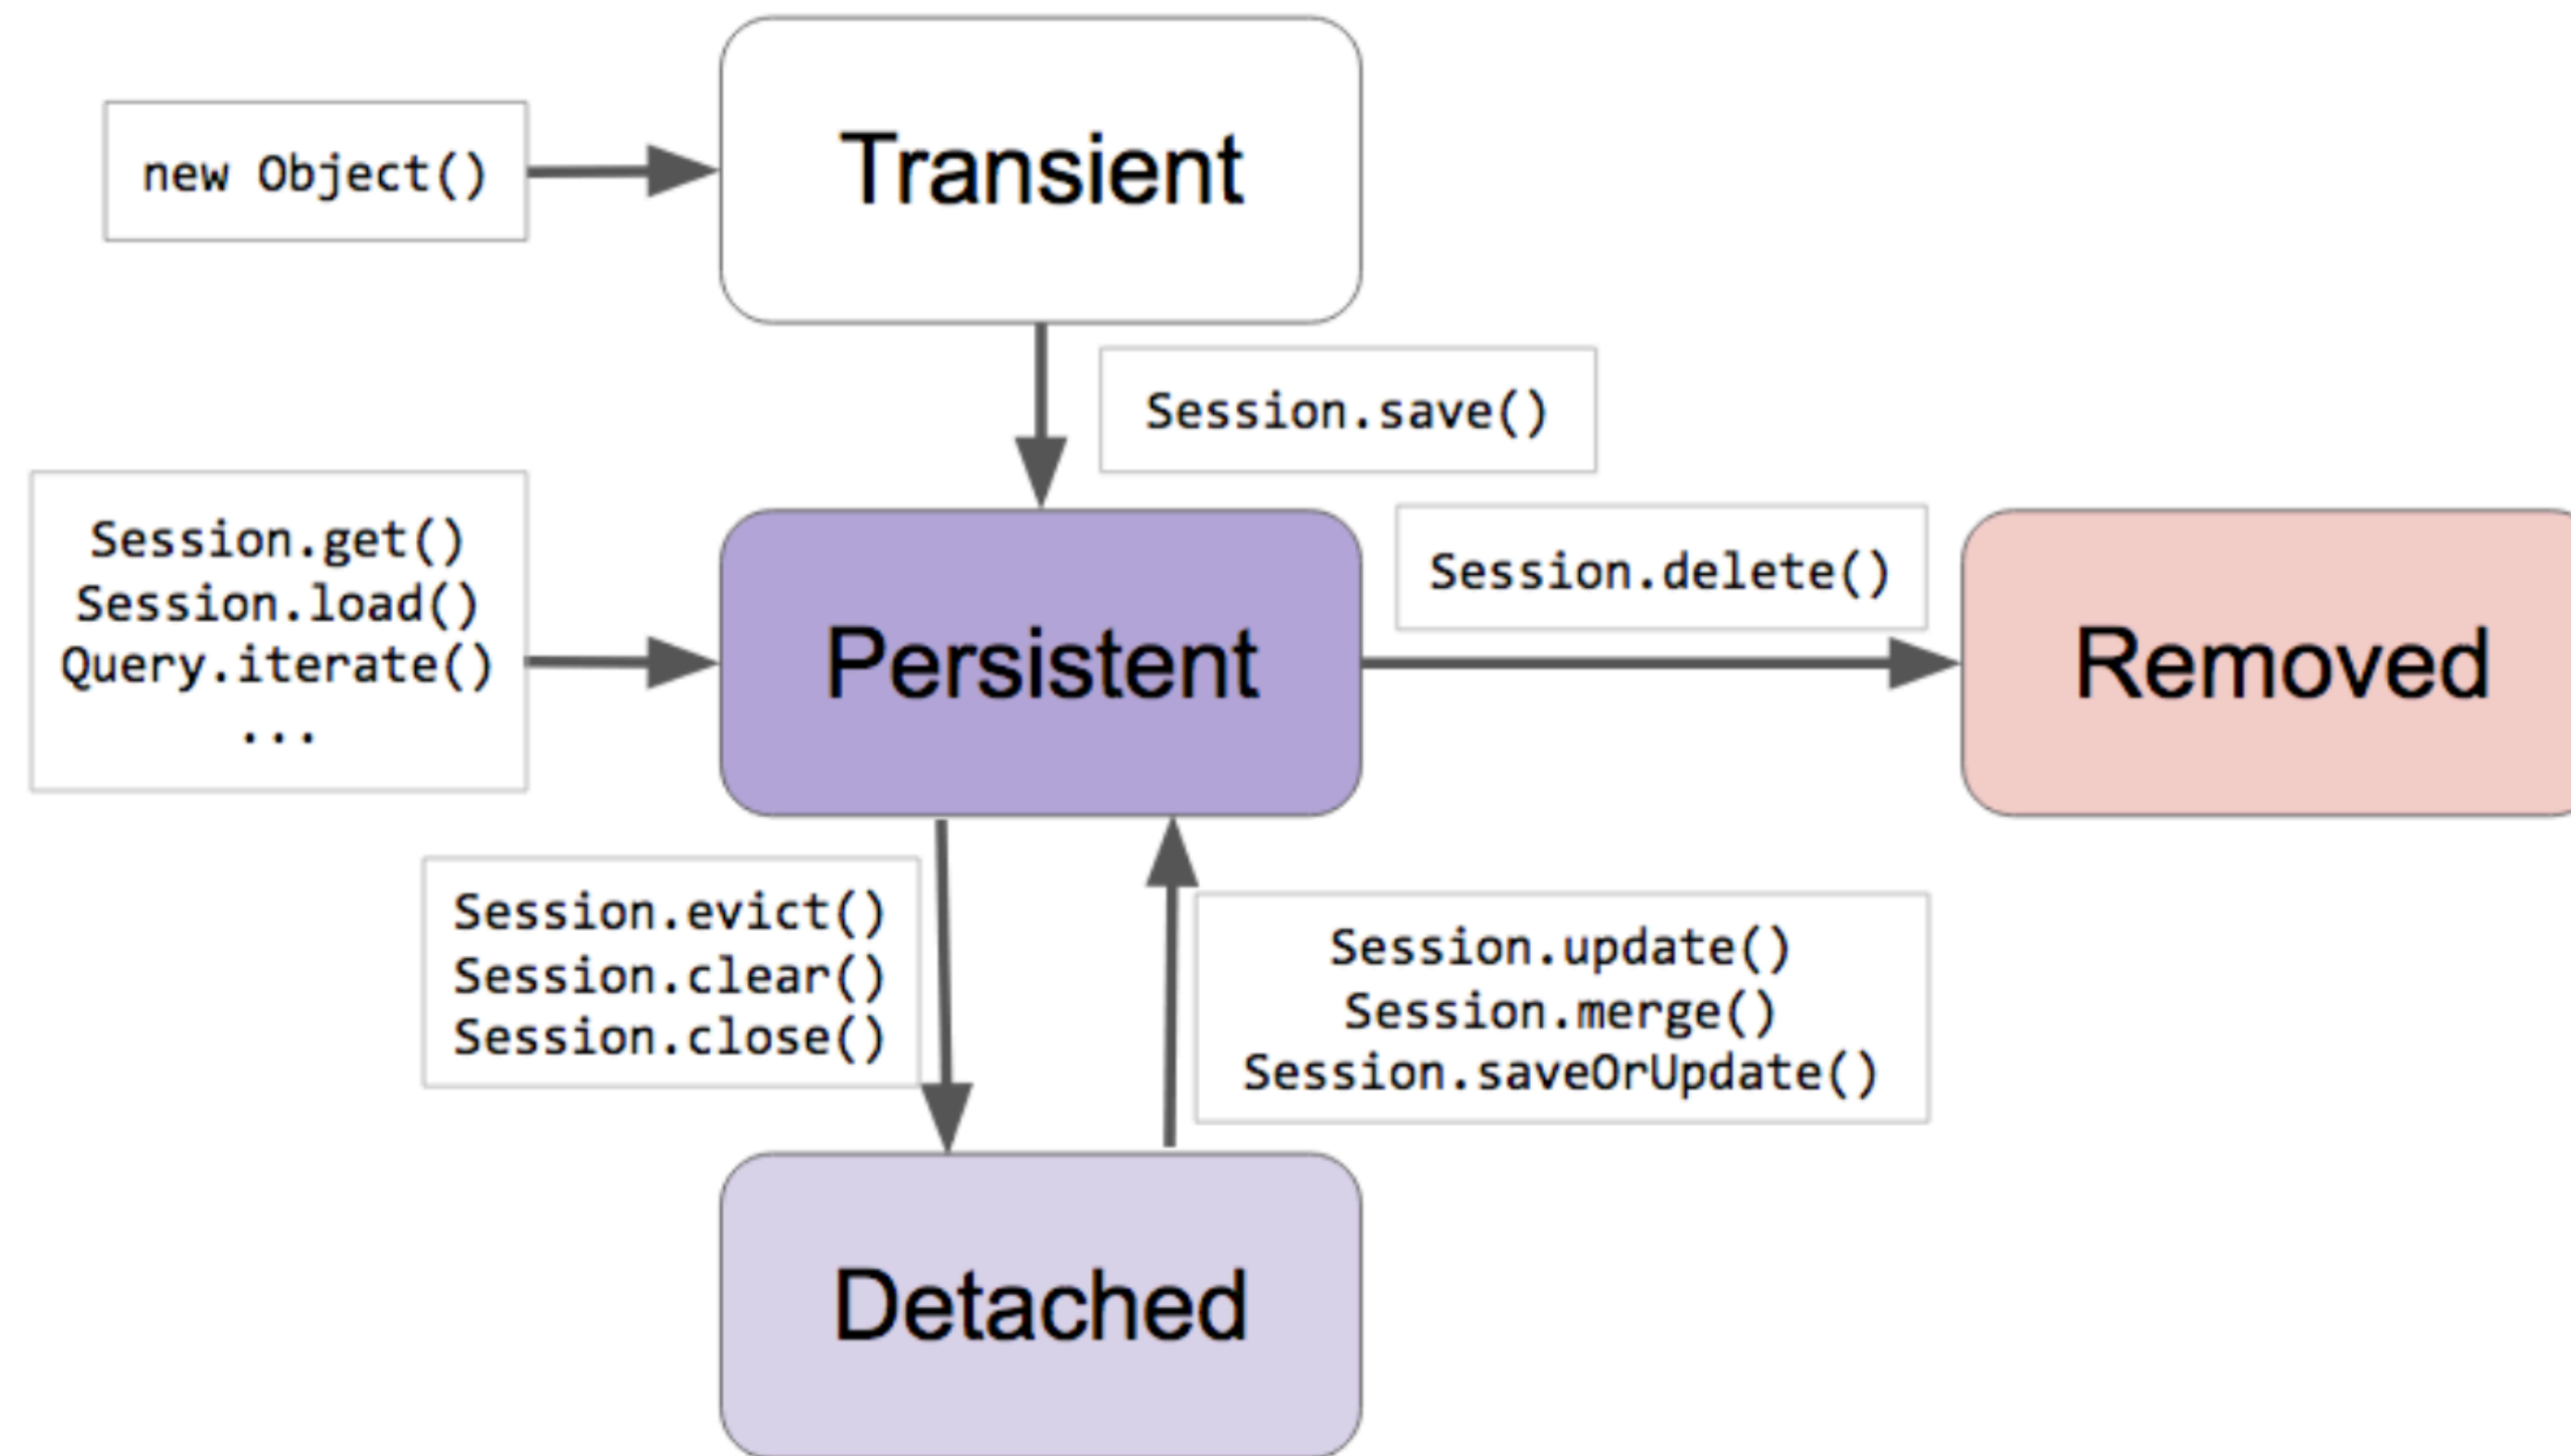 new Object()
Transient
Session.save()
Session.get()
Session.load()
Query.iterate()
...
Persistent
Session.delete()
Removed
Session.evict()
Session.clear()
Session.close()
Session.update()
Session.merge()
Session.saveOrUpdate()
Detached